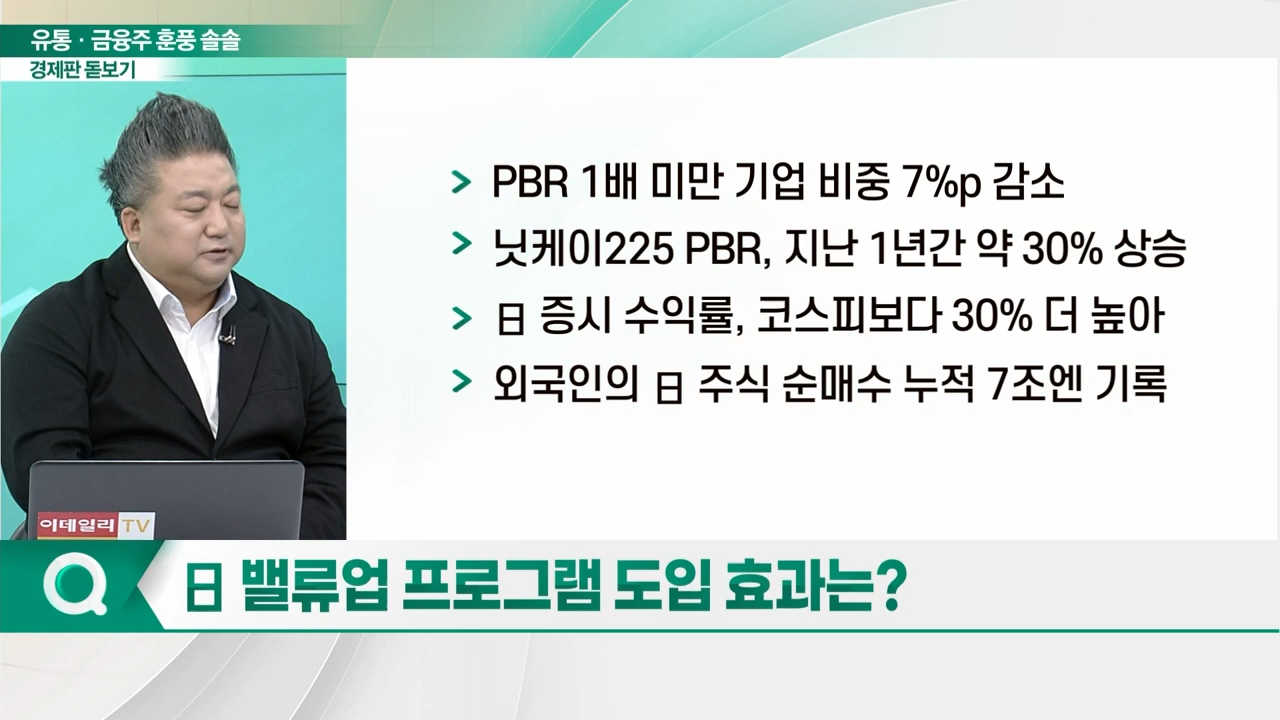 유통·금융주 훈풍 솔솔
경제판 돋보기
> PBR 1배 미만 기업 비중 7%p 감소
> 닛케이225 PBR, 지난 1년간 약 30% 상승
> 日 증시 수익률, 코스피보다 30% 더 높아
> 외국인의 日 주식 순매수 누적 7조엔 기록
이데일리 TV
Q 日 밸류업 프로그램 도입 효과는?